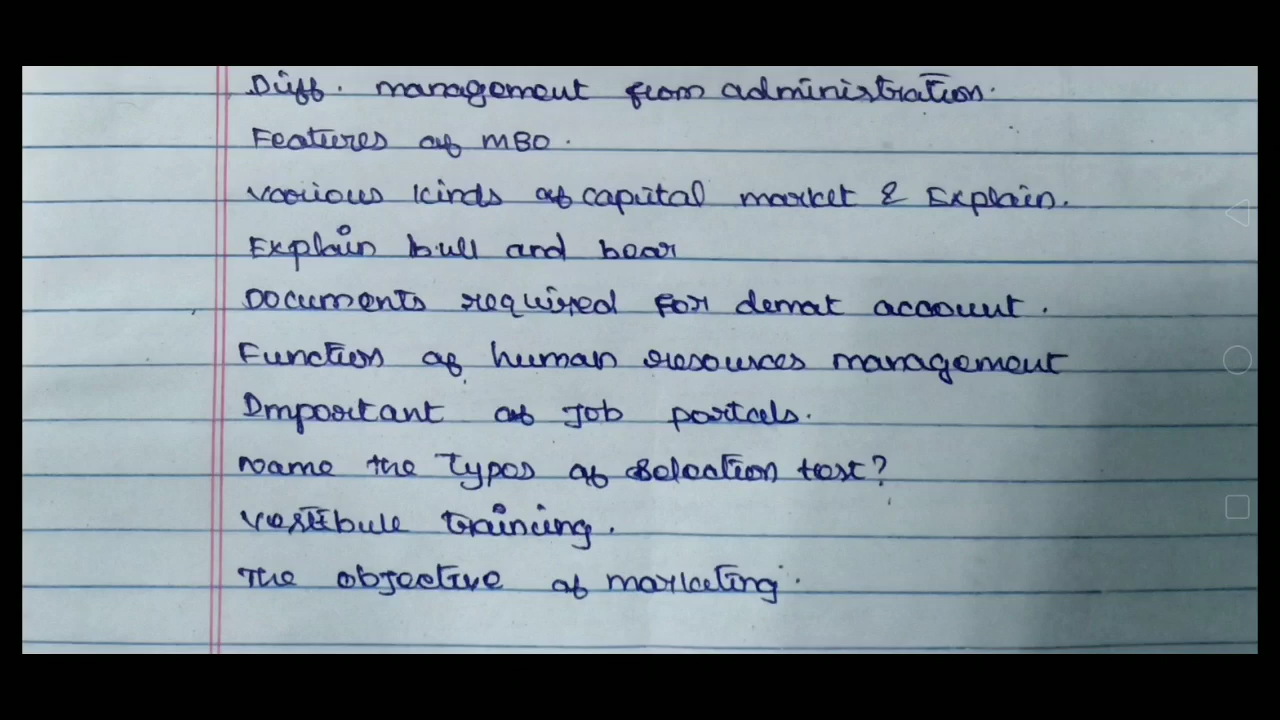 Diff. management from administration.
Features of MBO.
Various kinds of capital market & Explain.
Explain bull and bear
Documents required for demat account.
Function of human resources management
Important of Job portals.
Name the Types of Selection test?
Vestibule training.
The objective of marketing.